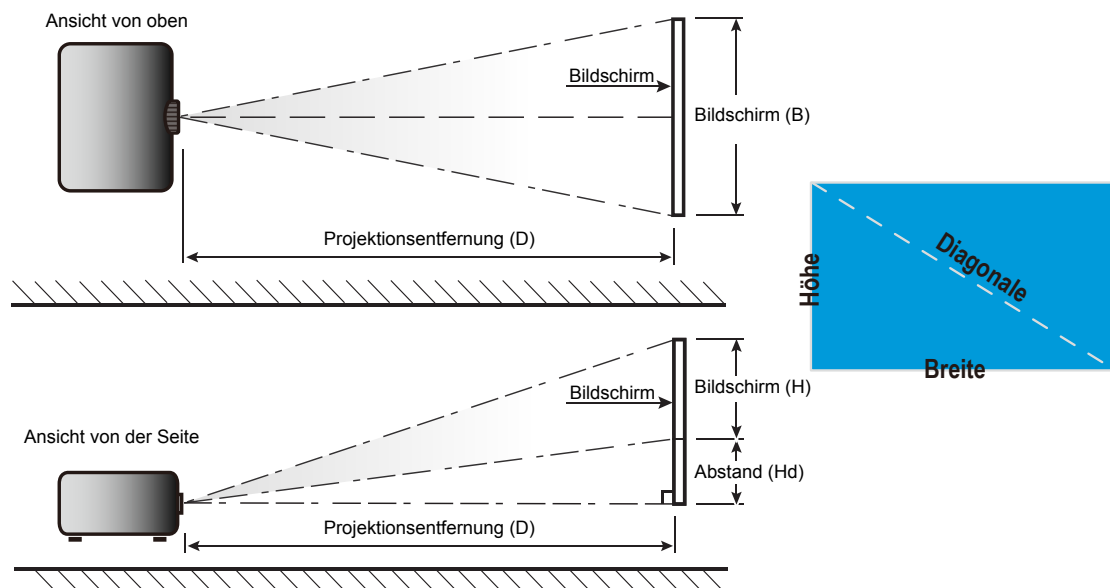 Ansicht von oben
Bildschirm
Bildschirm (B)
Projektionsentfernung (D)
Höhe
Diagonale
Breite
Bildschirm (H)
Bildschirm
Ansicht von der Seite
Abstand (Hd)
Projektionsentfernung (D)